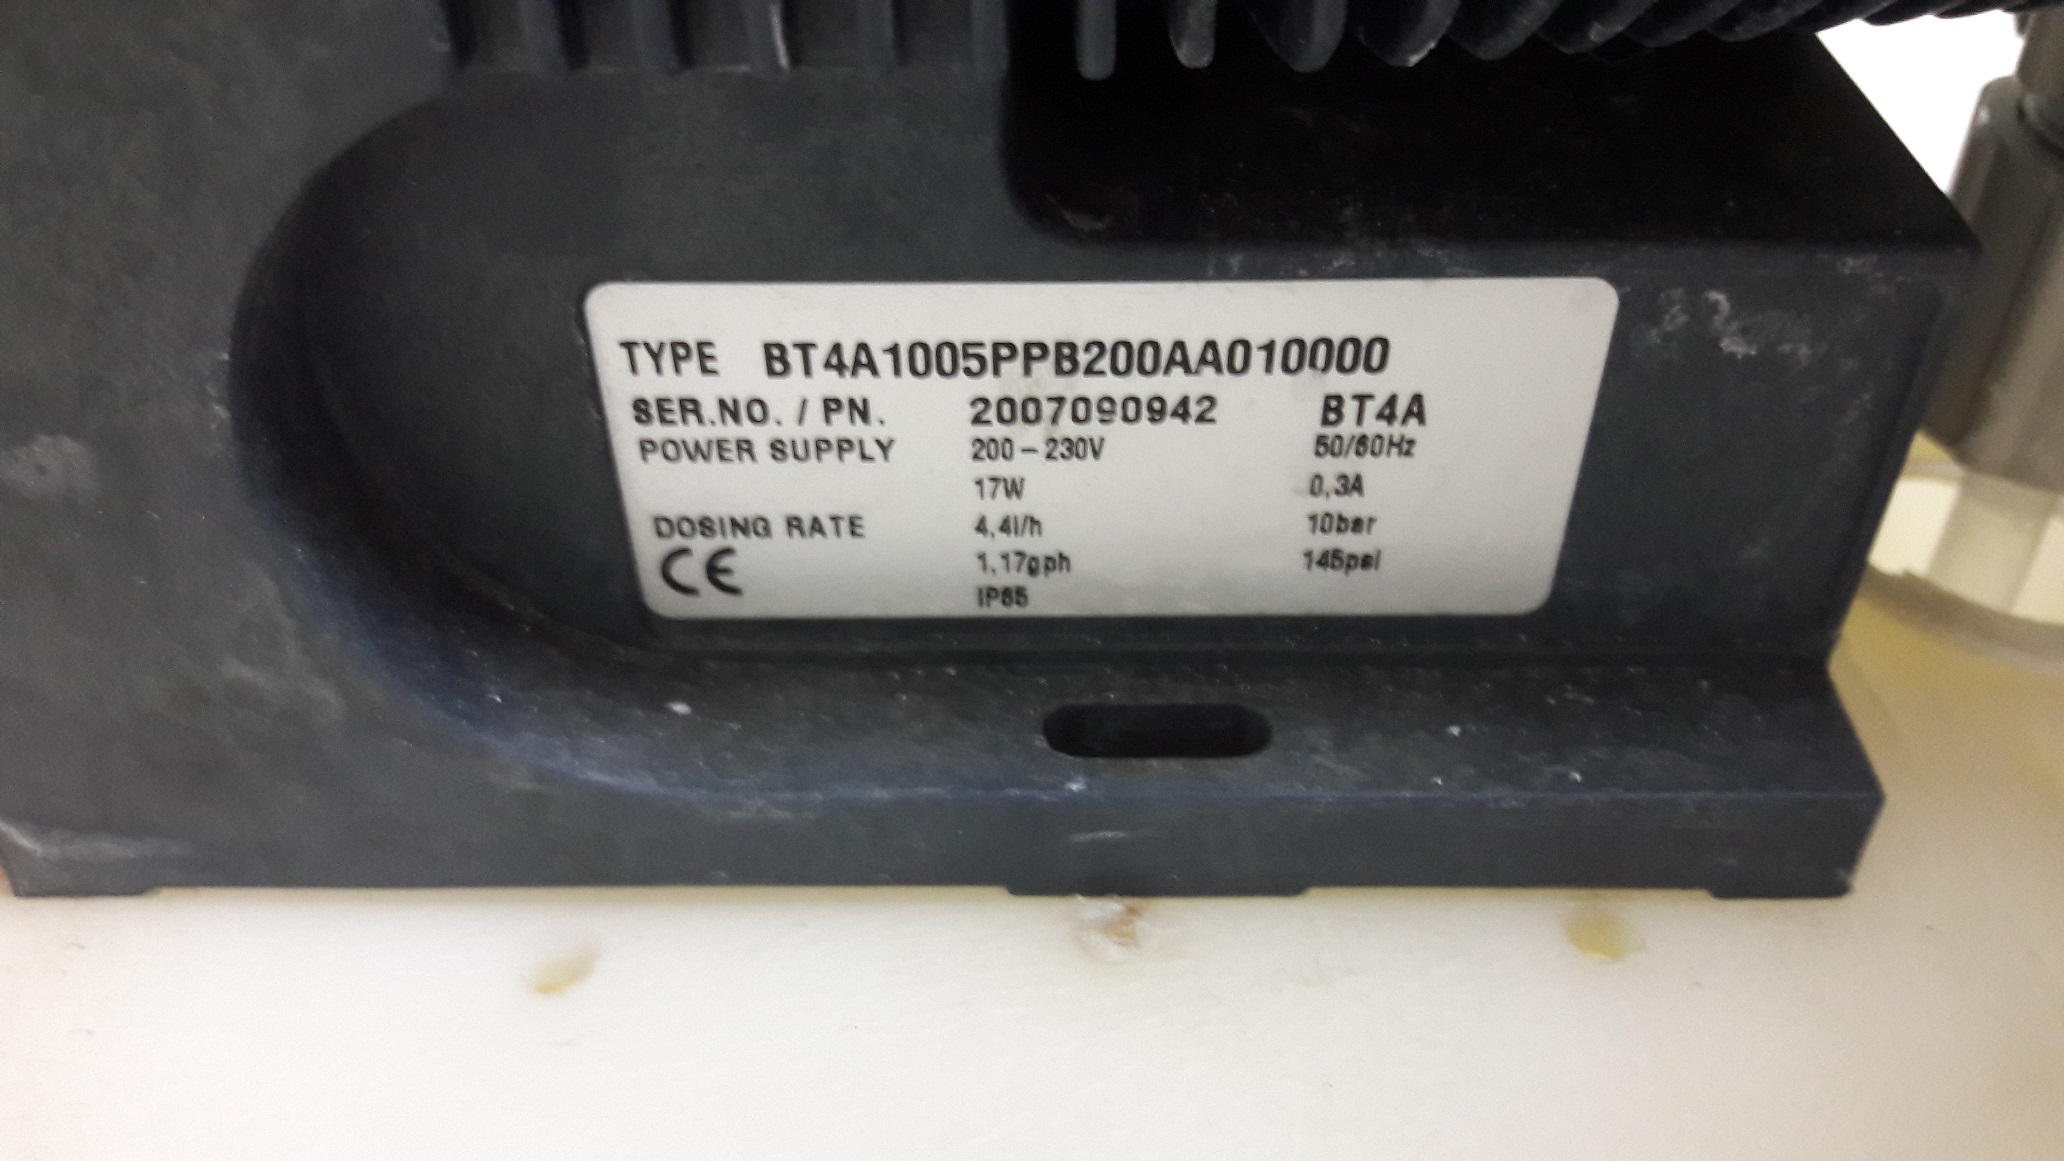 TYPE BT4A1005PPB200AA010000
SER.NO. / PN. 2007090942 BT4A
POWER SUPPLY 200 – 230V 50/60Hz
17W 0,3A
DOSING RATE 4,4l/h 10bar
CE 1,17gph 145psi
IP65